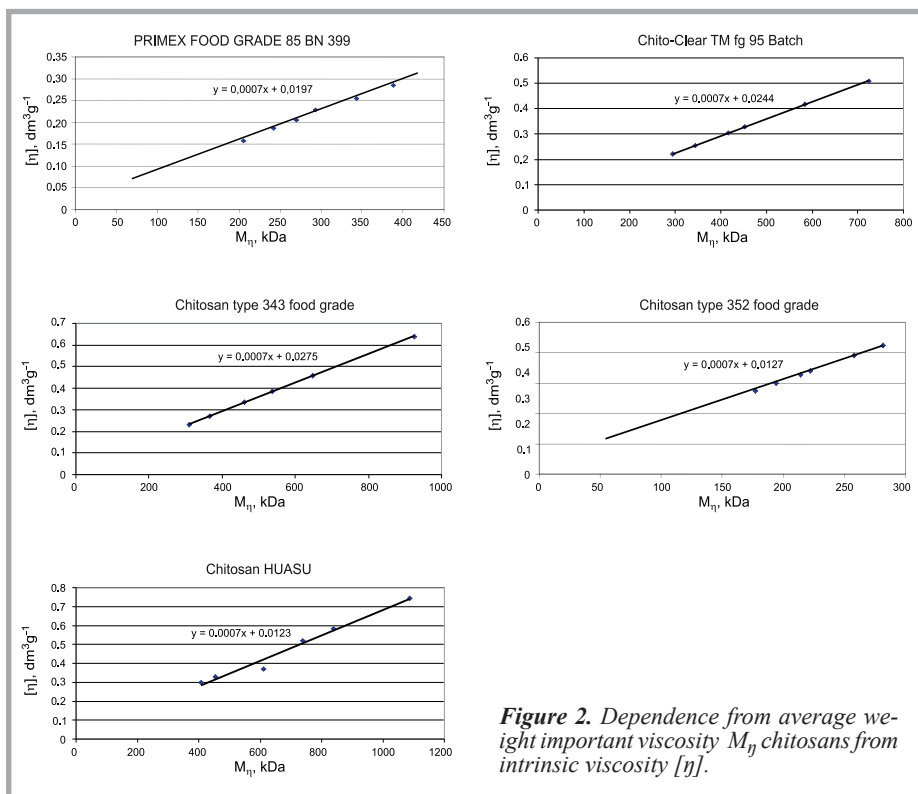 PRIMEX FOOD GRADE 85 BN 399
0.35
0.30
0.25
0.20
0.15
0.10
0.05
0
y = 0,0007x + 0,0197
[η], dm³g⁻¹
0 50 100 150 200 250 300 350 400 450
Mη, kDa
Chito-Clear TM fg 95 Batch
0.6
0.5
0.4
0.3
0.2
0.1
0
y = 0.0007x + 0.0244
[η], dm³g⁻¹
0 100 200 300 400 500 600 700 800
Mη, kDa
Chitosan type 343 food grade
0.7
0.6
0.5
0.4
0.3
0.2
0.1
0
y = 0.0007x + 0.0275
[η], dm³g⁻¹
0 200 400 600 800 1000
Mη, kDa
Chitosan type 352 food grade
0.6
0.5
0.4
0.3
0.2
0.1
0
y = 0.0007x + 0.0127
[η], dm³g⁻¹
0 50 100 150 200 250 300
Mη, kDa
Chitosan HUASU
0.8
0.7
0.6
0.5
0.4
0.3
0.2
0.1
0
y = 0.0007x + 0.0123
[η], dm³g⁻¹
0 200 400 600 800 1000 1200
Mη, kDa
Figure 2. Dependence from average we-
ight important viscosity Mη chitosans from
intrinsic viscosity [η].